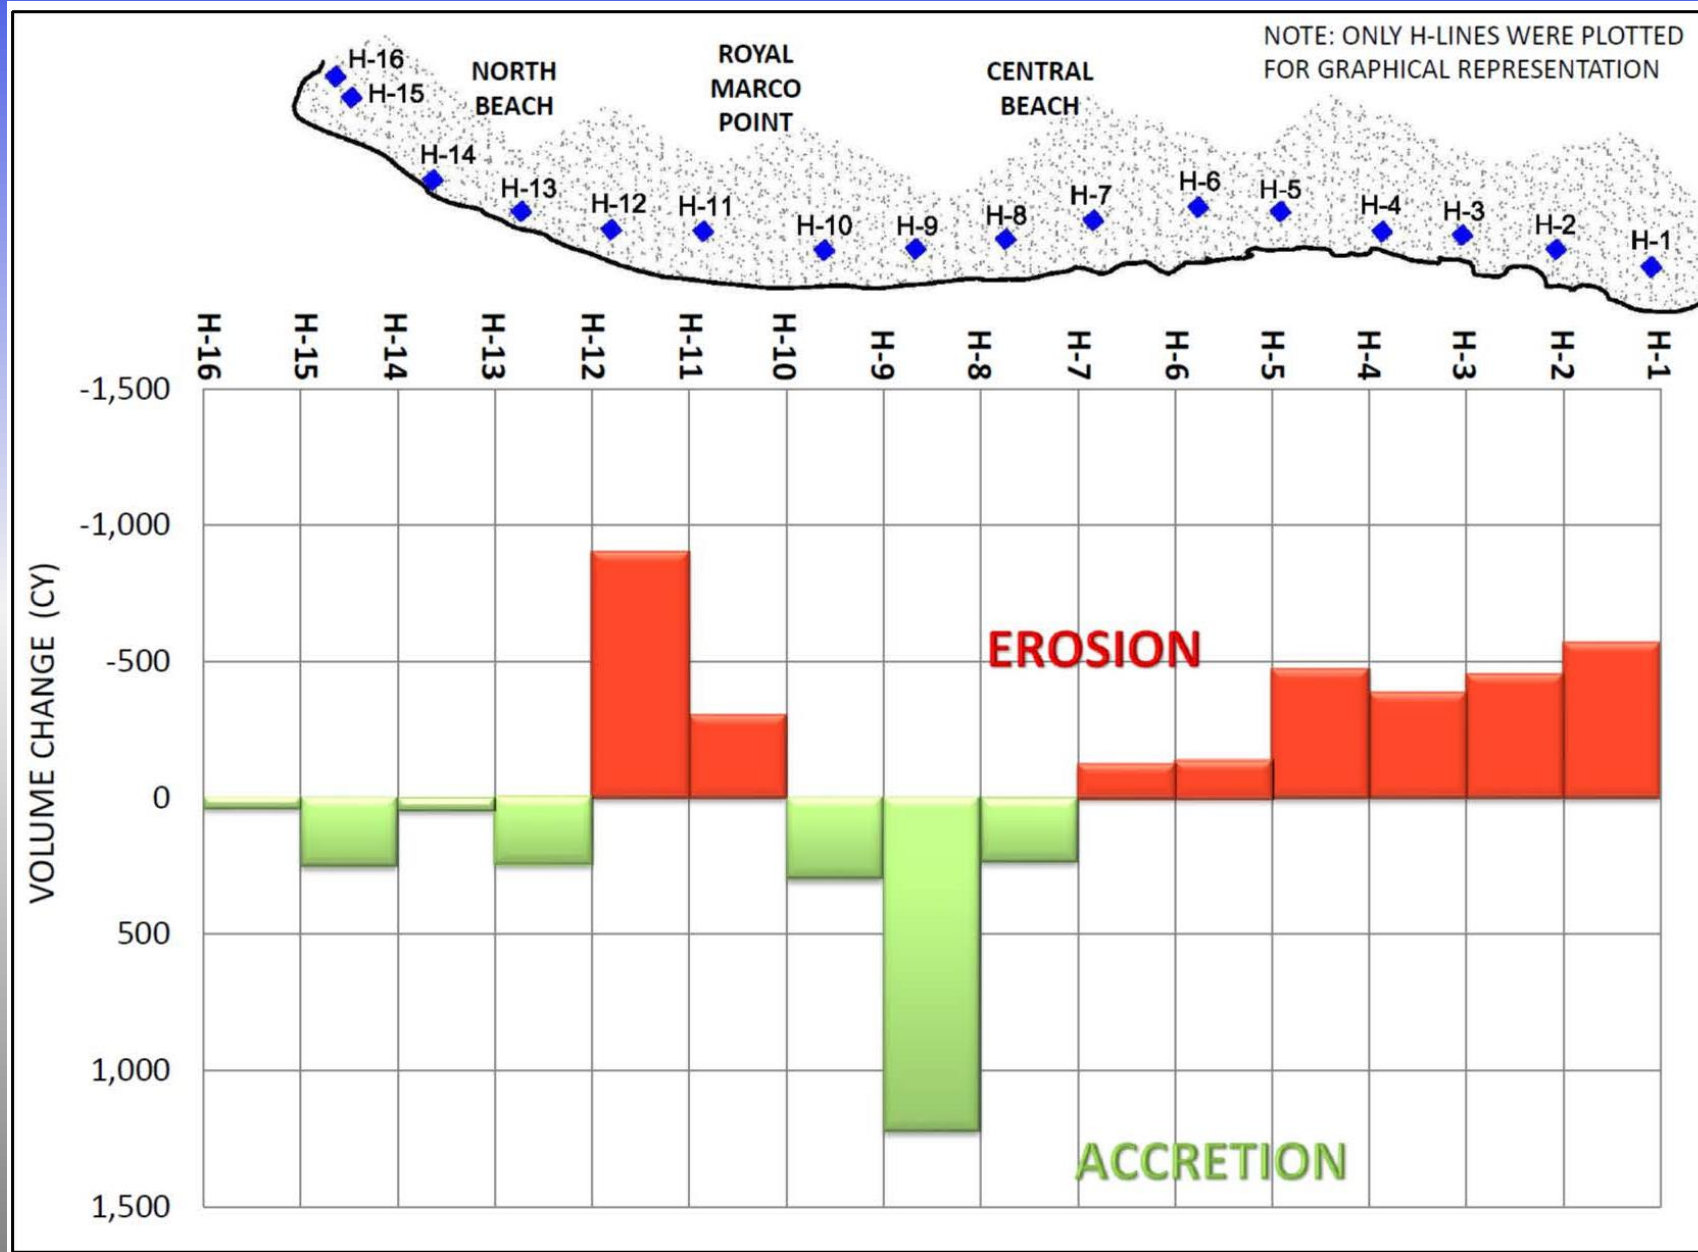 NOTE: ONLY H-LINES WERE PLOTTED
FOR GRAPHICAL REPRESENTATION
NORTH
BEACH
ROYAL
MARCO
POINT
CENTRAL
BEACH
H-16
H-15
H-14
H-13
H-12
H-11
H-10
H-9
H-8
H-7
H-6
H-5
H-4
H-3
H-2
H-1
H-16
H-15
H-14
H-13
H-12
H-11
H-10
H-9
H-8
H-7
H-6
H-5
H-4
H-3
H-2
H-1
VOLUME CHANGE (CY)
-1,500
-1,000
-500
0
500
1,000
1,500
EROSION
ACCRETION